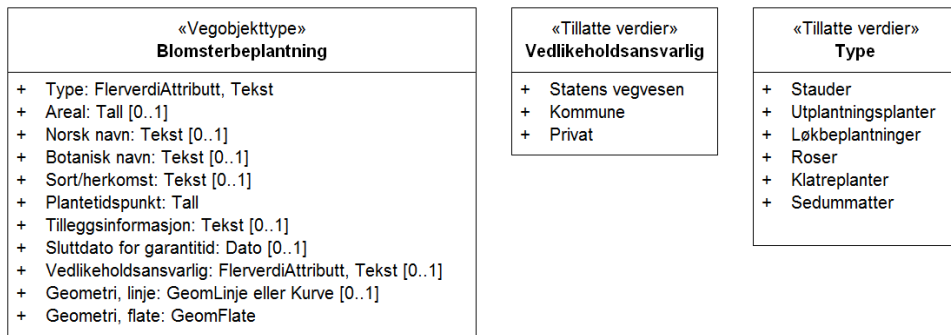 «Vegobjekttype»
Blomsterbeplantning
+ Type: FlerverdiAttributt, Tekst
+ Areal: Tall [0..1]
+ Norsk navn: Tekst [0..1]
+ Botanisk navn: Tekst [0..1]
+ Sort/herkomst: Tekst [0..1]
+ Plantetidspunkt: Tall
+ Tilleggsinformasjon: Tekst [0..1]
+ Sluttdato for garantitid: Dato [0..1]
+ Vedlikeholdsansvarlig: FlerverdiAttributt, Tekst [0..1]
+ Geometri, linje: GeomLinje eller Kurve [0..1]
+ Geometri, flate: GeomFlate
«Tillatte verdier»
Vedlikeholdsansvarlig
+ Statens vegvesen
+ Kommune
+ Privat
«Tillatte verdier»
Type
+ Stauder
+ Utplantningsplanter
+ Løkbeplantninger
+ Roser
+ Klatreplanter
+ Sedummatter